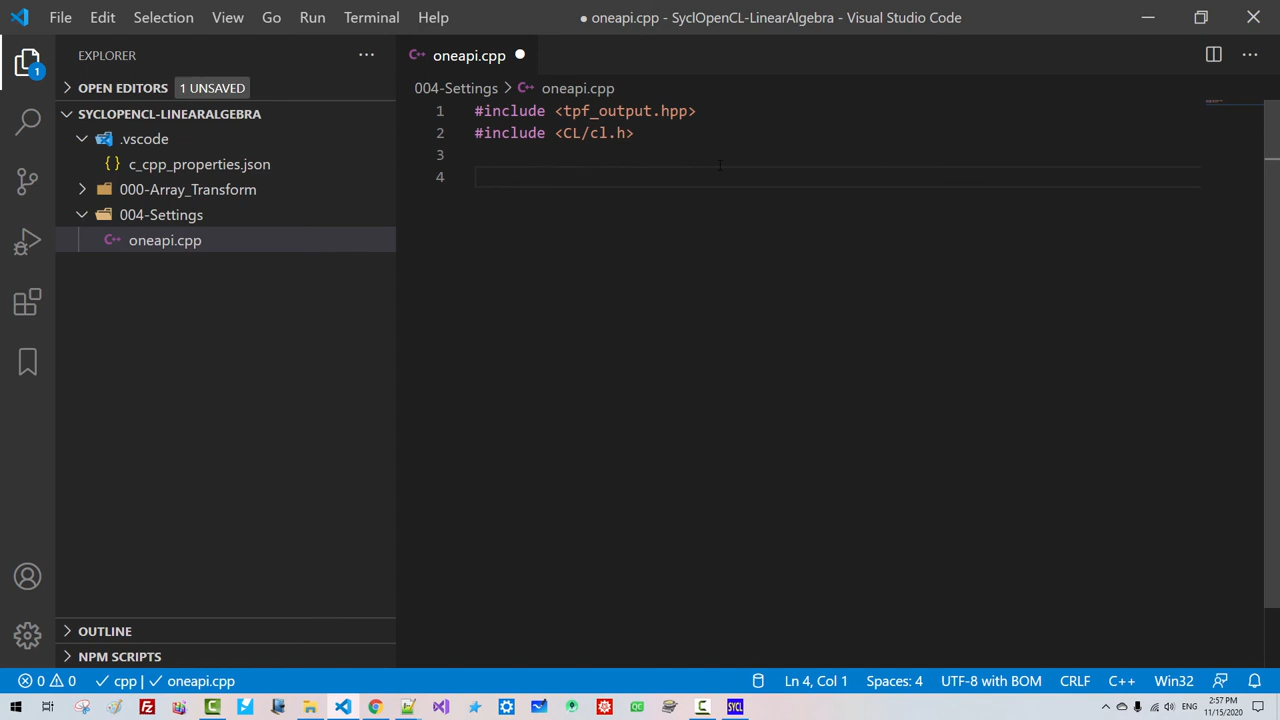 File Edit Selection View Go Run Terminal Help
● oneapi.cpp - SyclOpenCL-LinearAlgebra - Visual Studio Code
EXPLORER
oneapi.cpp
OPEN EDITORS 1 UNSAVED
004-Settings > oneapi.cpp
SYCLOPENCL-LINEARALGEBRA
.vscode
{} c_cpp_properties.json
000-Array_Transform
004-Settings
oneapi.cpp
1 #include <tpf_output.hpp>
2 #include <CL/cl.h>
3
4
1
OUTLINE
NPM SCRIPTS
0 0 cpp | oneapi.cpp
Ln 4, Col 1 Spaces: 4 UTF-8 with BOM CRLF C++ Win32
SYCL
ENG
2:57 PM
11/15/2020